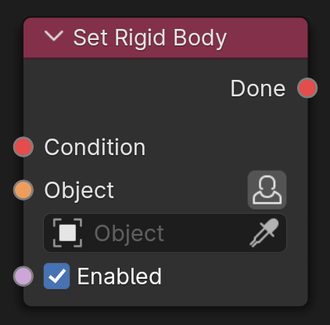 Set Rigid Body
Done
Condition
Object
Object
Enabled